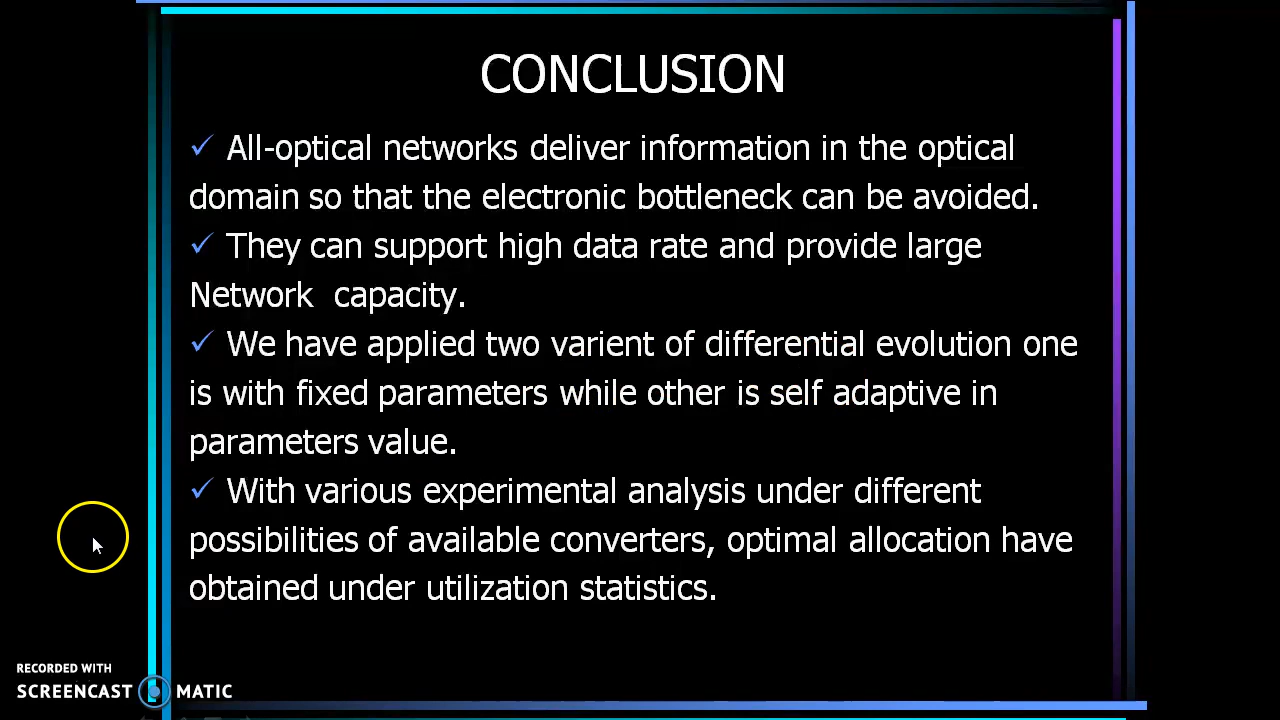 CONCLUSION
✓ All-optical networks deliver information in the optical
domain so that the electronic bottleneck can be avoided.
✓ They can support high data rate and provide large
Network capacity.
✓ We have applied two varient of differential evolution one
is with fixed parameters while other is self adaptive in
parameters value.
✓ With various experimental analysis under different
possibilities of available converters, optimal allocation have
obtained under utilization statistics.
RECORDED WITH
SCREENCAST MATIC